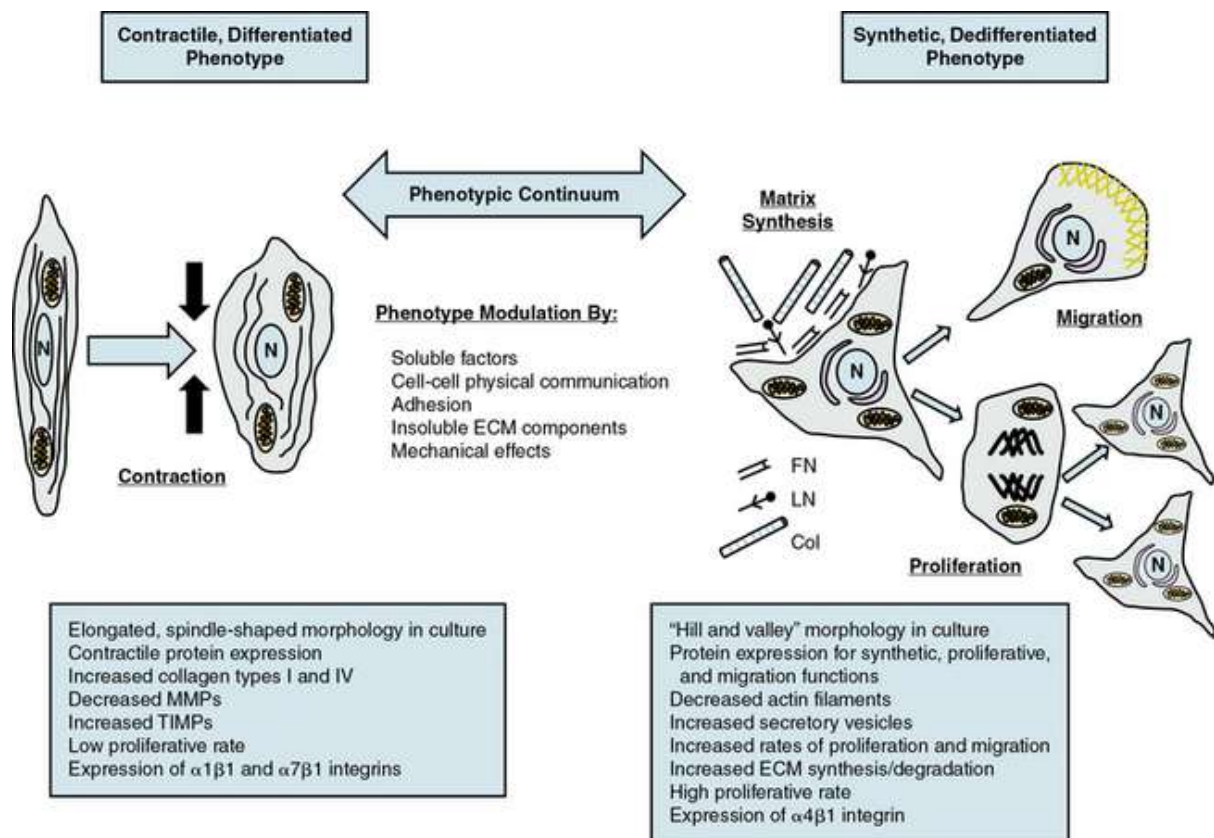 Contractile, Differentiated
Phenotype
Synthetic, Dedifferentiated
Phenotype
Phenotypic Continuum
Matrix
Synthesis
N
N
N
N
Migration
Contraction
Phenotype Modulation By:
Soluble factors
Cell-cell physical communication
Adhesion
Insoluble ECM components
Mechanical effects
FN
LN
Col
N
N
Proliferation
Elongated, spindle-shaped morphology in culture
Contractile protein expression
Increased collagen types I and IV
Decreased MMPs
Increased TIMPs
Low proliferative rate
Expression of α1β1 and α7β1 integrins
“Hill and valley” morphology in culture
Protein expression for synthetic, proliferative,
and migration functions
Decreased actin filaments
Increased secretory vesicles
Increased rates of proliferation and migration
Increased ECM synthesis/degradation
High proliferative rate
Expression of α4β1 integrin